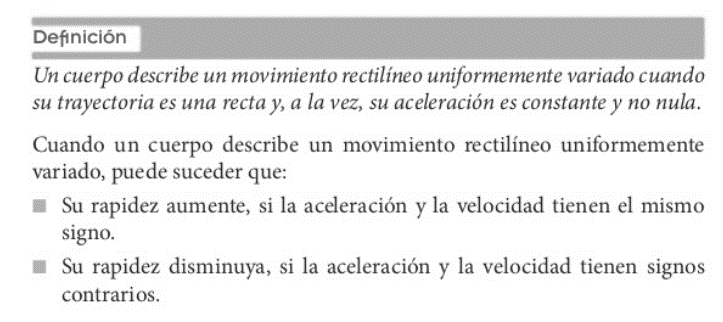 Definición
Un cuerpo describe un movimiento rectilíneo uniformemente variado cuando
su trayectoria es una recta y, a la vez, su aceleración es constante y no nula.
Cuando un cuerpo describe un movimiento rectilíneo uniformemente
variado, puede suceder que:
Su rapidez aumente, si la aceleración y la velocidad tienen el mismo
signo.
Su rapidez disminuya, si la aceleración y la velocidad tienen signos
contrarios.